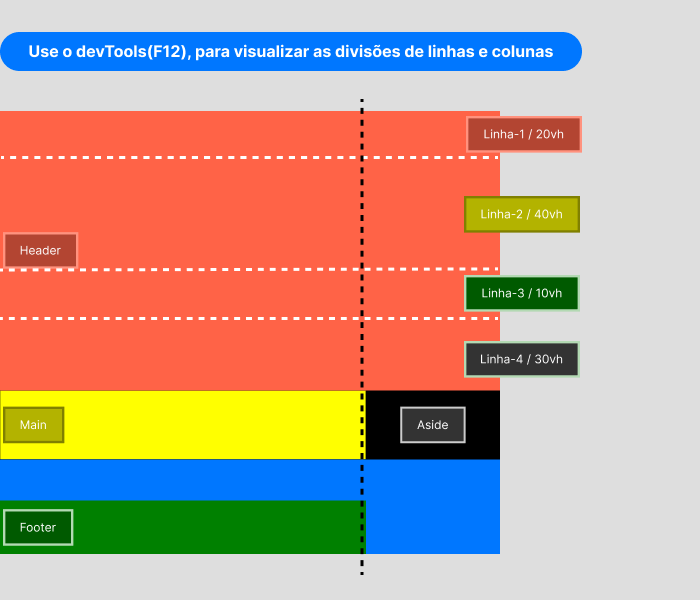 Use o devTools(F12), para visualizar as divisões de linhas e colunas
Linha-1 / 20vh
Linha-2 / 40vh
Header
Linha-3 / 10vh
Linha-4 / 30vh
Main
Aside
Footer